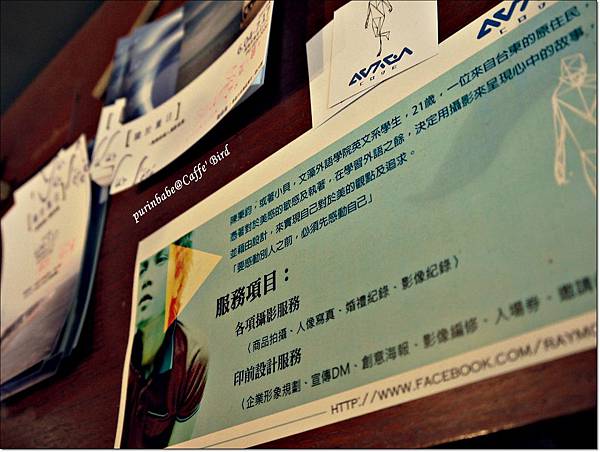 AVACA
COVE
AVACA
COVE
purinbabe@Caffe' Bird
陳秉鈞，或著小貝，文藻外語學院英文系學生，21歲，一位來自台東的原住民，
憑著對於美感的敏感及執著，在學習外語之餘，決定用攝影來呈現心中的故事，
並藉由設計，來實現自己對於美的觀點及追求。
「要感動別人之前，必須先感動自己」
服務項目：
各項攝影服務
（商品拍攝、人像寫真、婚禮紀錄、影像紀錄）
印前設計服務
（企業形象規劃、宣傳DM、創意海報、影像編修、入場券、邀請
HTTP://WWW.FACEBOOK.COM/RAYMO